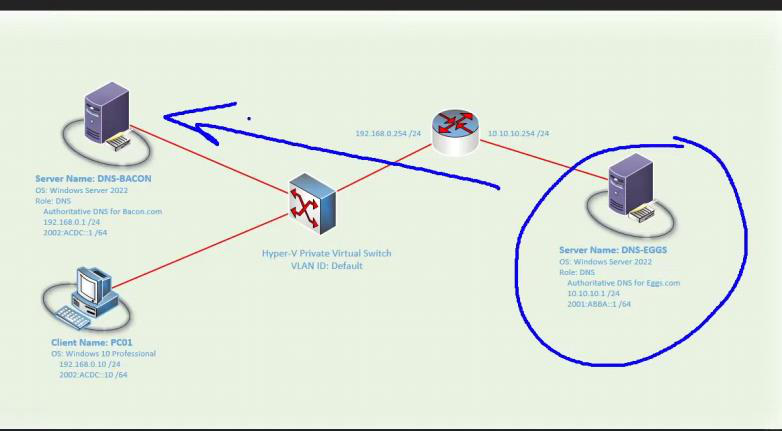 192.168.0.254 /24
10.10.10.254 /24
Server Name: DNS-BACON
OS: Windows Server 2022
Role: DNS
Authoritative DNS for Bacon.com
192.168.0.1 /24
2002:ACDC::1 /64
Hyper-V Private Virtual Switch
VLAN ID: Default
Server Name: DNS-EGGS
OS: Windows Server 2022
Role: DNS
Authoritative DNS for Eggs.com
10.10.10.1 /24
2001:ABBA::1 /64
Client Name: PC01
OS: Windows 10 Professional
192.168.0.10 /24
2002:ACDC::10 /64